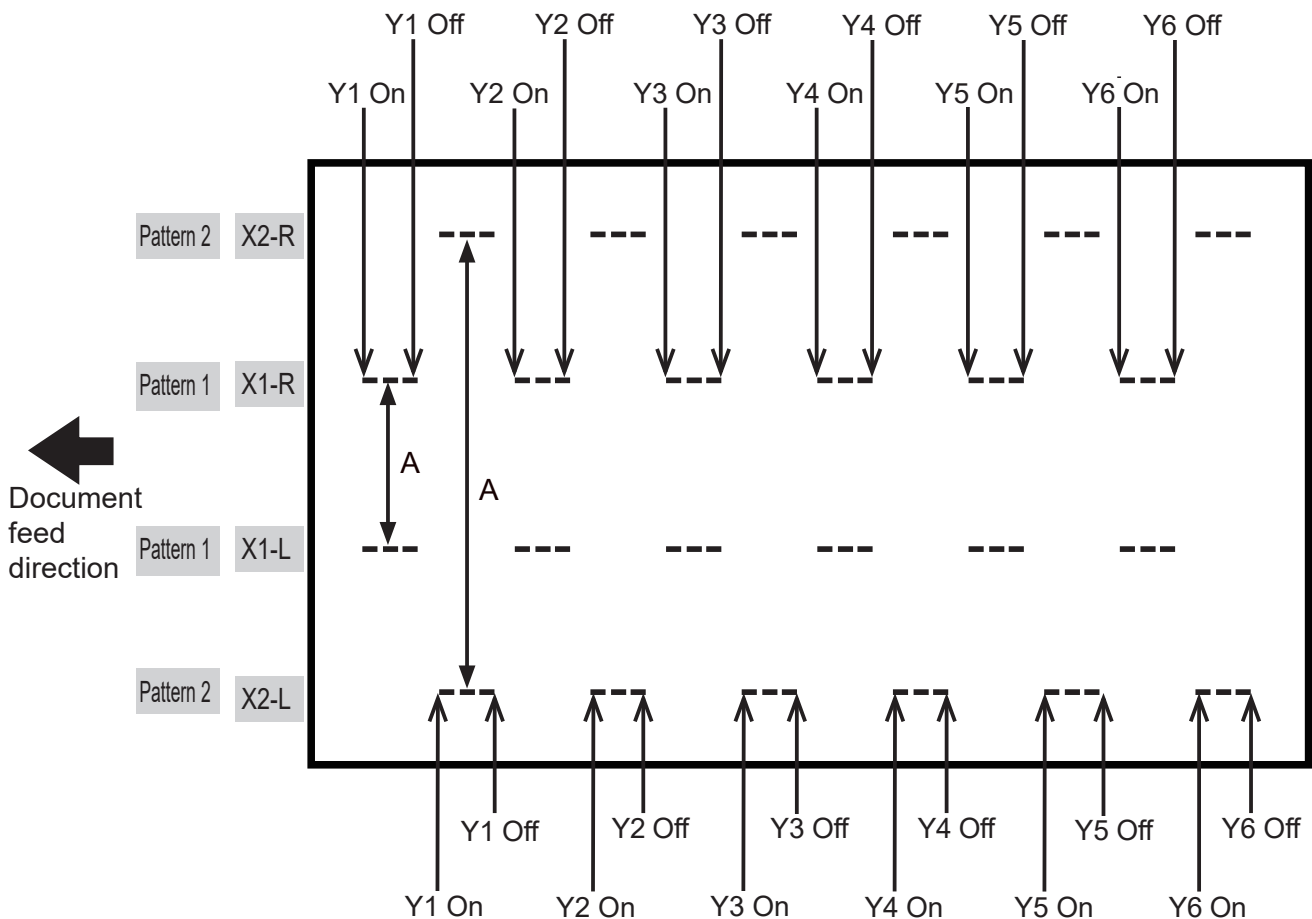 Y1 Off Y2 Off Y3 Off Y4 Off Y5 Off Y6 Off
Y1 On Y2 On Y3 On Y4 On Y5 On Y6 On
Pattern 2 X2-R
Pattern 1 X1-R
A
A
Document
feed
direction
Pattern 1 X1-L
Pattern 2 X2-L
Y1 Off Y2 Off Y3 Off Y4 Off Y5 Off Y6 Off
Y1 On Y2 On Y3 On Y4 On Y5 On Y6 On